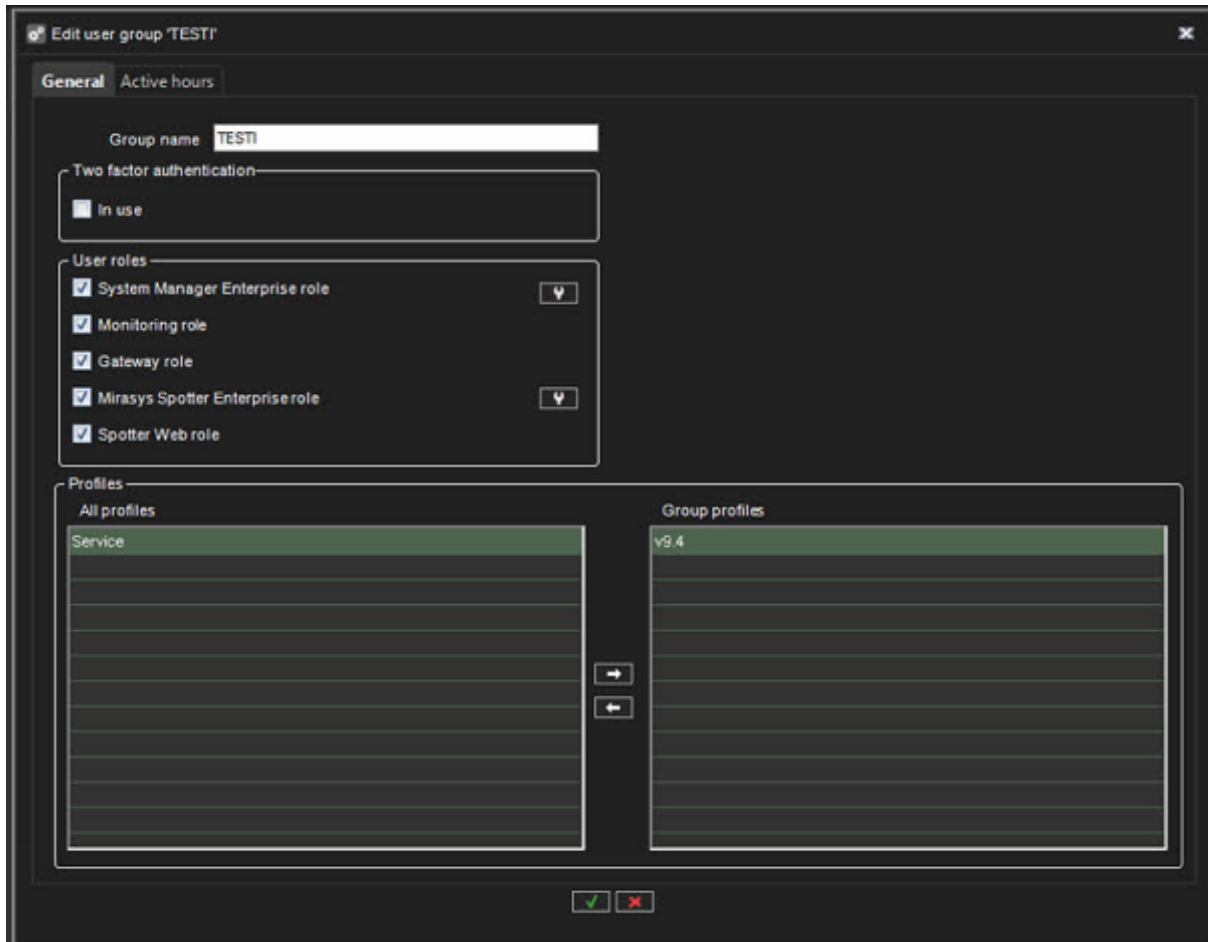 Edit user group 'TESTI'
General Active hours
Group name TESTI
Two factor authentication
In use
User roles
System Manager Enterprise role
Monitoring role
Gateway role
Mirasys Spotter Enterprise role
Spotter Web role
Profiles
All profiles
Service
Group profiles
v9.4